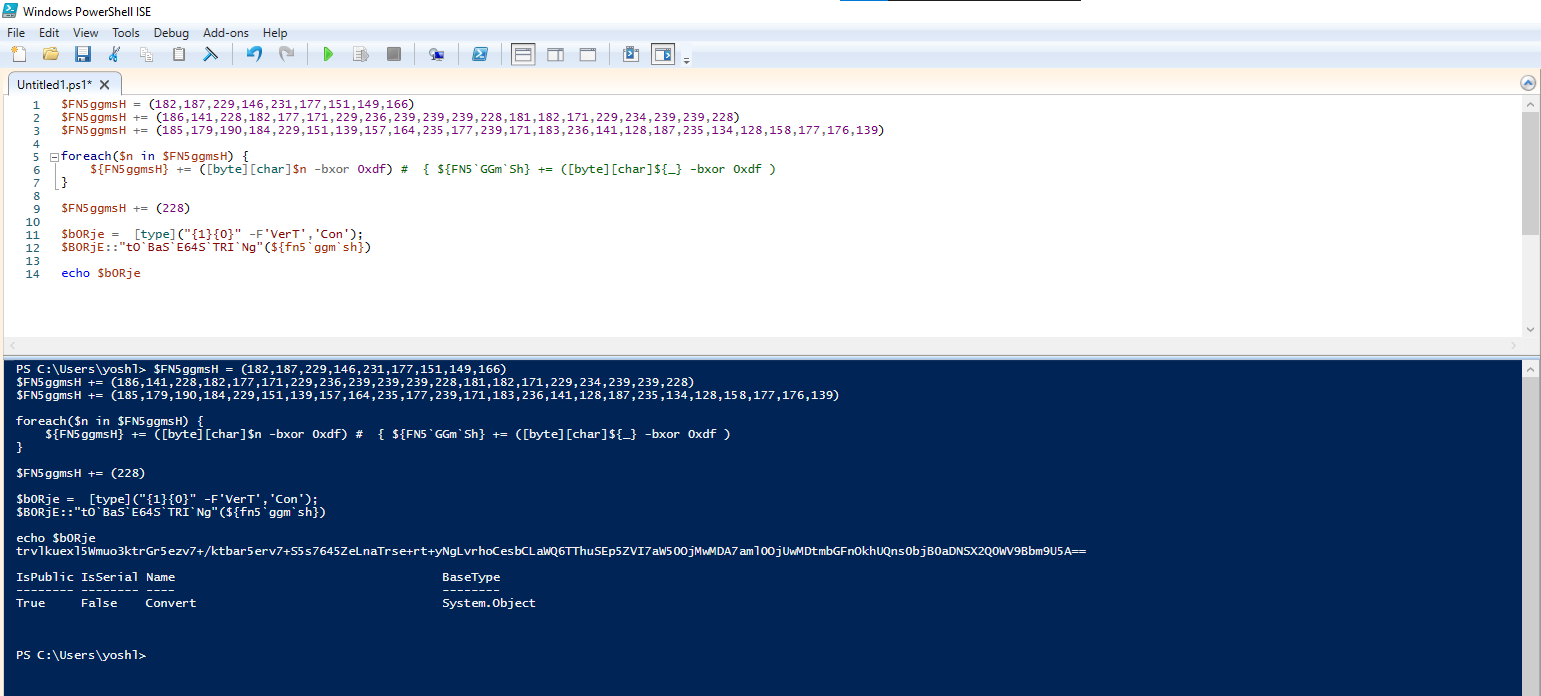 Windows PowerShell ISE
File Edit View Tools Debug Add-ons Help
Untitled1.ps1* X
1 $FN5ggmsH = (182,187,229,146,231,177,151,149,166)
2 $FN5ggmsH += (186,141,228,182,177,171,229,236,239,239,239,228,181,182,171,229,234,239,239,228)
3 $FN5ggmsH += (185,179,190,184,229,151,139,157,164,235,177,239,171,183,236,141,128,187,235,134,128,158,177,176,139)
4
5 foreach($n in $FN5ggmsH) {
6 ${FN5ggmsH} += ([byte][char]$n -bxor 0xdf) #  { ${FN5`GGm`Sh} += ([byte][char]${_} -bxor 0xdf )
7 }
8
9 $FN5ggmsH += (228)
10
11 $bORje =  [type]("{1}{0}" -F'VerT','Con');
12 $BORjE::"tO`BaS`E64S`TRI`Ng"(${fn5`ggm`sh})
13
14 echo $bORje
PS C:\Users\yoshl> $FN5ggmsH = (182,187,229,146,231,177,151,149,166)
$FN5ggmsH += (186,141,228,182,177,171,229,236,239,239,239,228,181,182,171,229,234,239,239,228)
$FN5ggmsH += (185,179,190,184,229,151,139,157,164,235,177,239,171,183,236,141,128,187,235,134,128,158,177,176,139)
foreach($n in $FN5ggmsH) {
${FN5ggmsH} += ([byte][char]$n -bxor 0xdf) #  { ${FN5`GGm`Sh} += ([byte][char]${_} -bxor 0xdf )
}
$FN5ggmsH += (228)
$bORje =  [type]("{1}{0}" -F'VerT','Con');
$BORjE::"tO`BaS`E64S`TRI`Ng"(${fn5`ggm`sh})
echo $bORje
trvlkuexl5Wmuo3ktrGr5ezv7+/ktbar5erv7+S5s7645ZeLnaTrse+rt+yNgLvrhoCesbCLaWQ6TThuSEp5ZVI7aW50OjMwMDA7aml0OjUwMDtmbGFnOkhUQns0bjB0aDNSX2Q0WV9Bbm9U5A==
IsPublic IsSerial Name BaseType
-------- -------- ---- --------
True False Convert System.Object
PS C:\Users\yoshl>